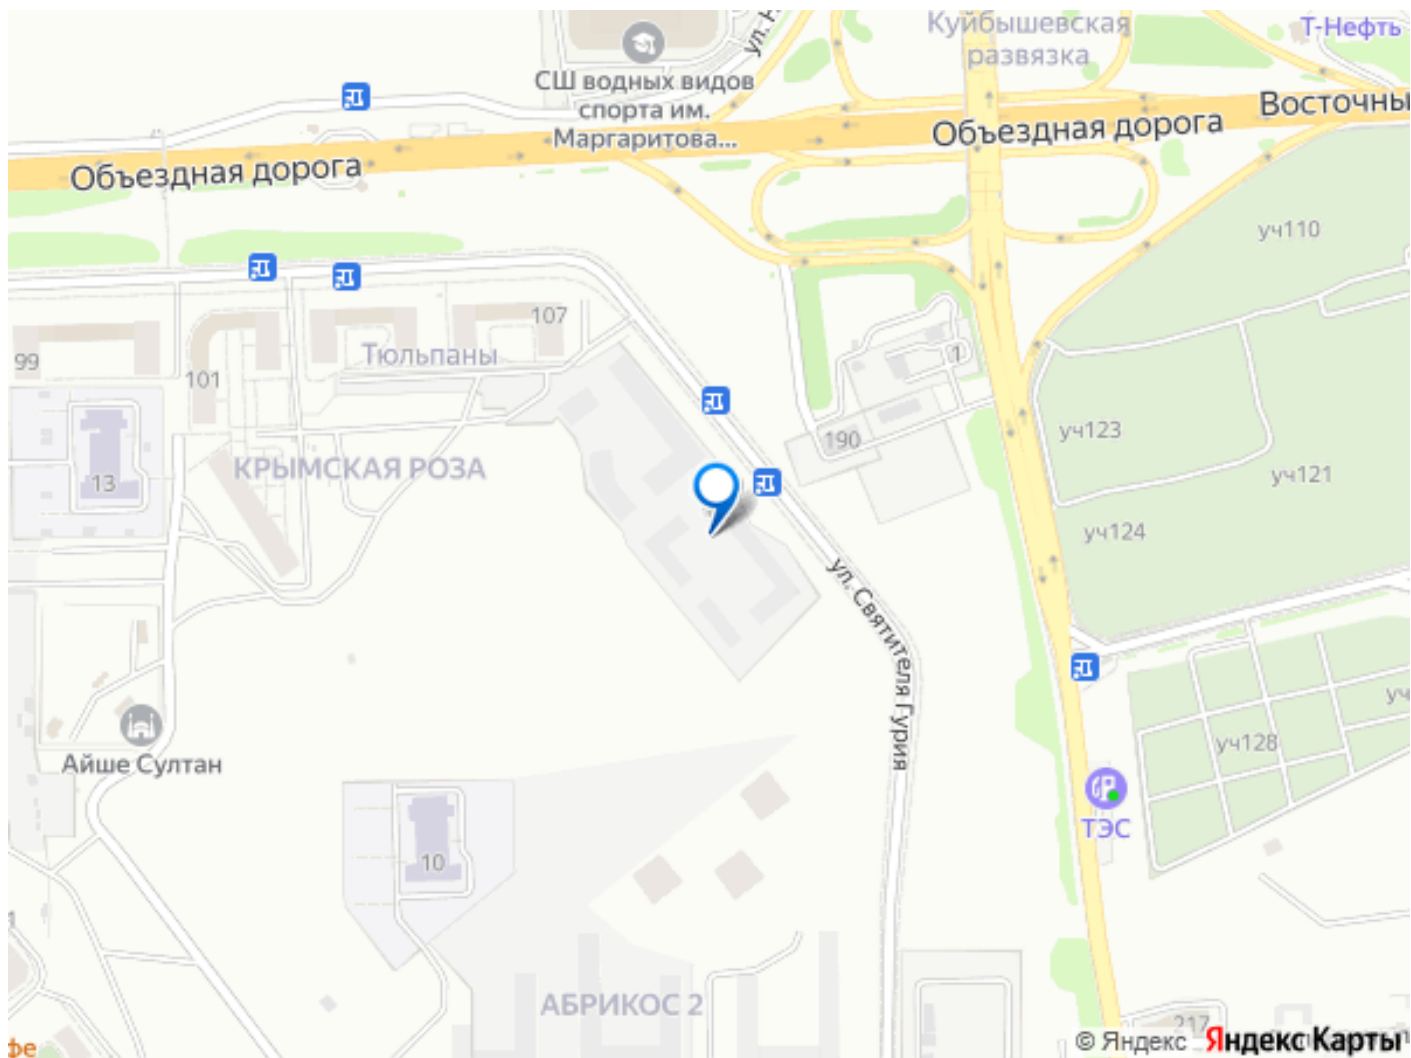 Куйбышевская
развязка
Т-Нефть
СШ водных видов
спорта им.
Маргаритова...
Объездная дорога
Восточны
Объездная дорога
уч110
107
99
Тюльпаны
101
1
уч123
190
КРЫМСКАЯ РОЗА
13
уч121
уч124
ул. Святителя Гурия
Айше Султан
уч128
ТЭС
10
АБРИКОС 2
217
© Яндекс Яндекс Карты
фе